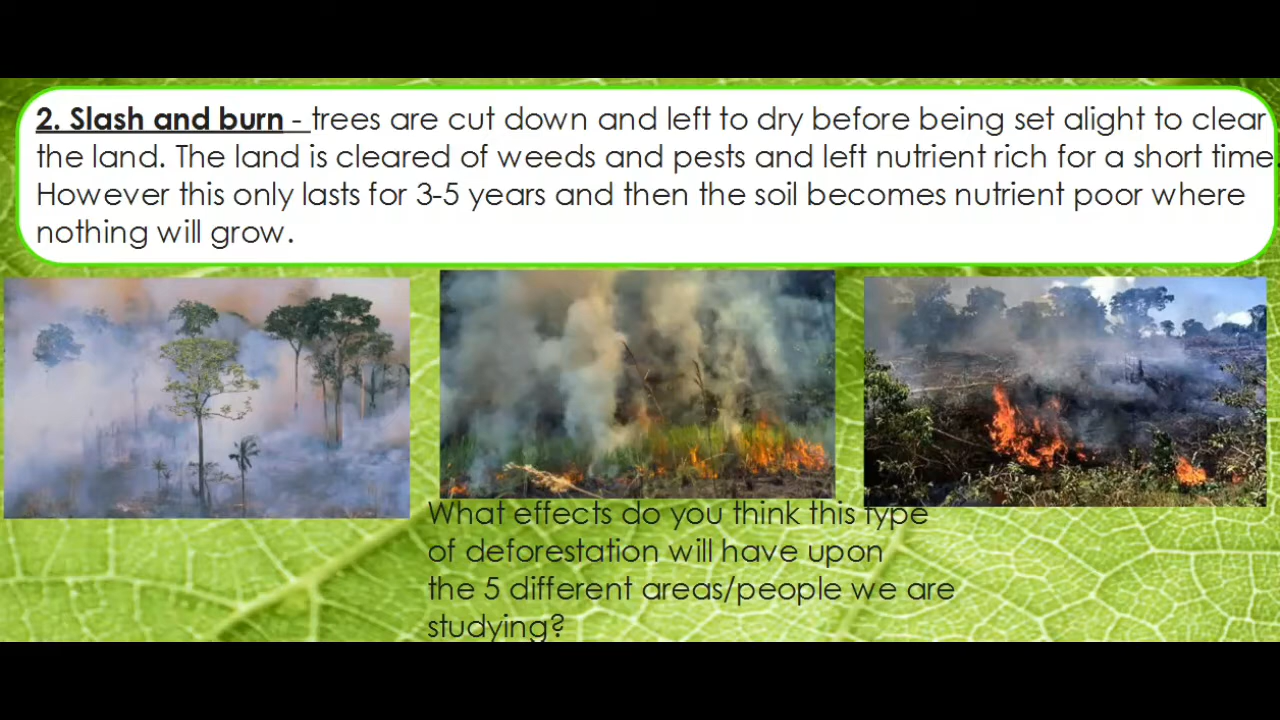 2. Slash and burn - trees are cut down and left to dry before being set alight to clear
the land. The land is cleared of weeds and pests and left nutrient rich for a short time.
However this only lasts for 3-5 years and then the soil becomes nutrient poor where
nothing will grow.
What effects do you think this type
of deforestation will have upon
the 5 different areas/people we are
studying?